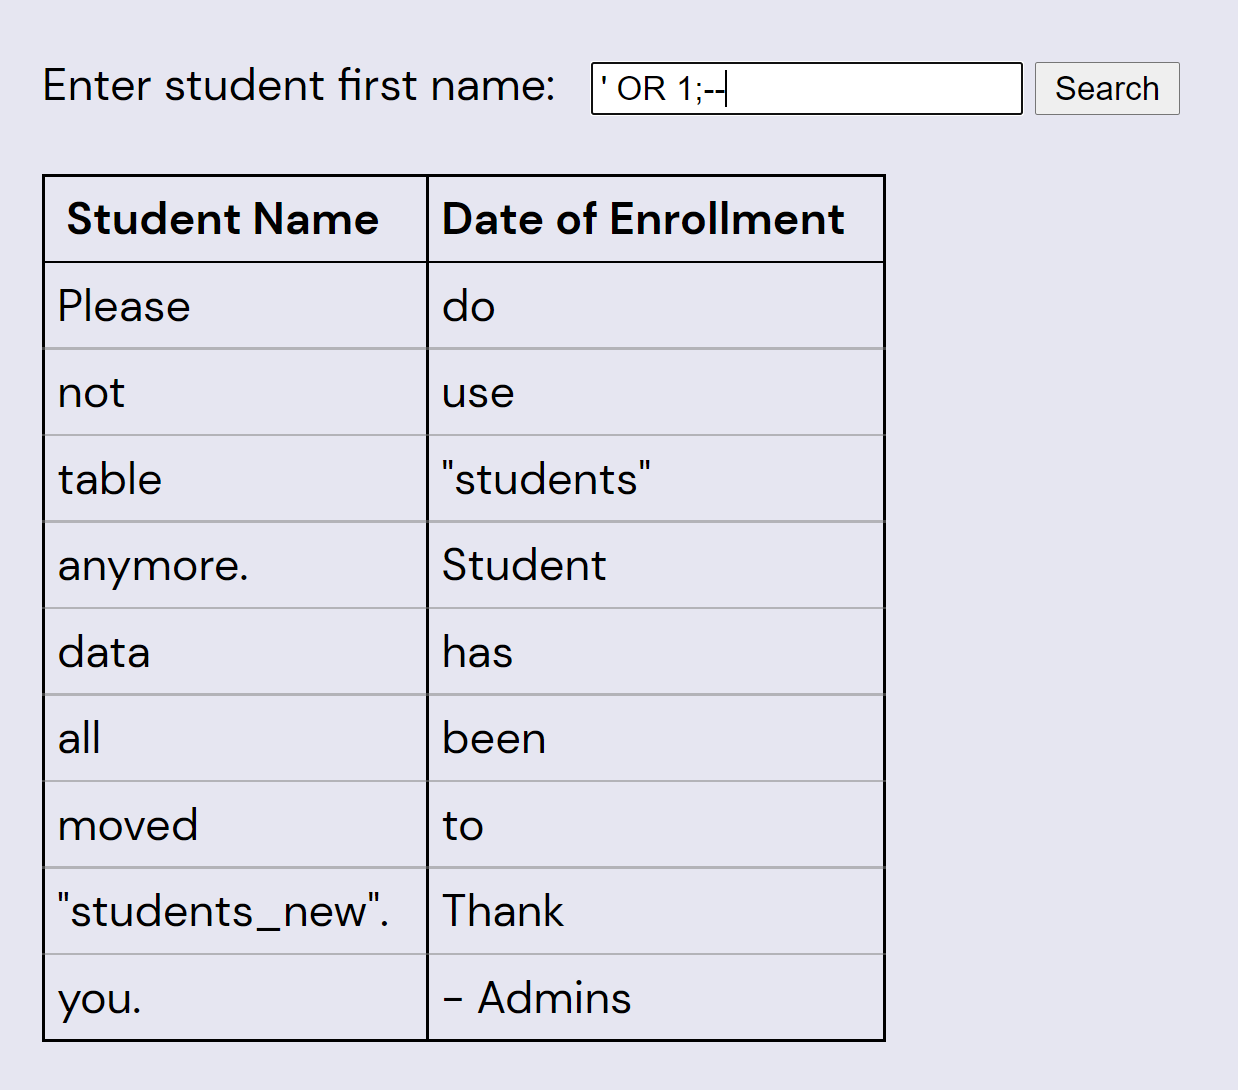 Enter student first name: ' OR 1;-- Search
Student Name Date of Enrollment
Please do
not use
table "students"
anymore. Student
data has
all been
moved to
"students_new". Thank
you. - Admins